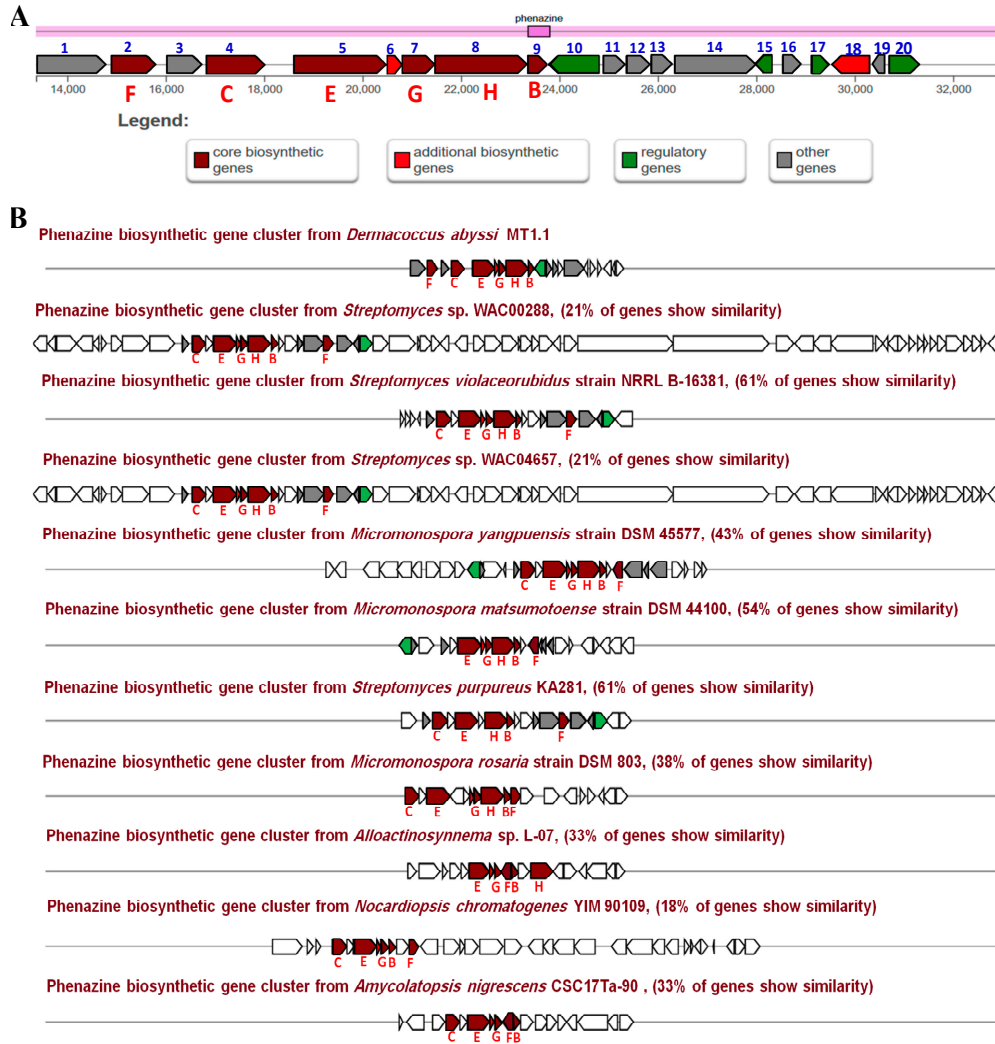 A
phenazine
1 2 3 4 5 6 7 8 9 10 11 12 13 14 15 16 17 18 19 20
14,000 16,000 18,000 20,000 22,000 24,000 26,000 28,000 30,000 32,000
F C E G H B
Legend:
core biosynthetic genes
additional biosynthetic genes
regulatory genes
other genes
B
Phenazine biosynthetic gene cluster from Dermacoccus abyssi MT1.1
F C E G H B
Phenazine biosynthetic gene cluster from Streptomyces sp. WAC00288, (21% of genes show similarity)
C E G H B F
Phenazine biosynthetic gene cluster from Streptomyces violaceorubidus strain NRRL B-16381, (61% of genes show similarity)
C E G H B F
Phenazine biosynthetic gene cluster from Streptomyces sp. WAC04657, (21% of genes show similarity)
C E G H B F
Phenazine biosynthetic gene cluster from Micromonospora yangpuensis strain DSM 45577, (43% of genes show similarity)
C E G H B F
Phenazine biosynthetic gene cluster from Micromonospora matsumotoense strain DSM 44100, (54% of genes show similarity)
E G H B F
Phenazine biosynthetic gene cluster from Streptomyces purpureus KA281, (61% of genes show similarity)
C E H B F
Phenazine biosynthetic gene cluster from Micromonospora rosaria strain DSM 803, (38% of genes show similarity)
C E G H BF
Phenazine biosynthetic gene cluster from Alloactinosynnema sp. L-07, (33% of genes show similarity)
E G FB H
Phenazine biosynthetic gene cluster from Nocardiopsis chromatogenes YIM 90109, (18% of genes show similarity)
C E G B F
Phenazine biosynthetic gene cluster from Amycolatopsis nigrescens CSC17Ta-90 , (33% of genes show similarity)
C E G FB